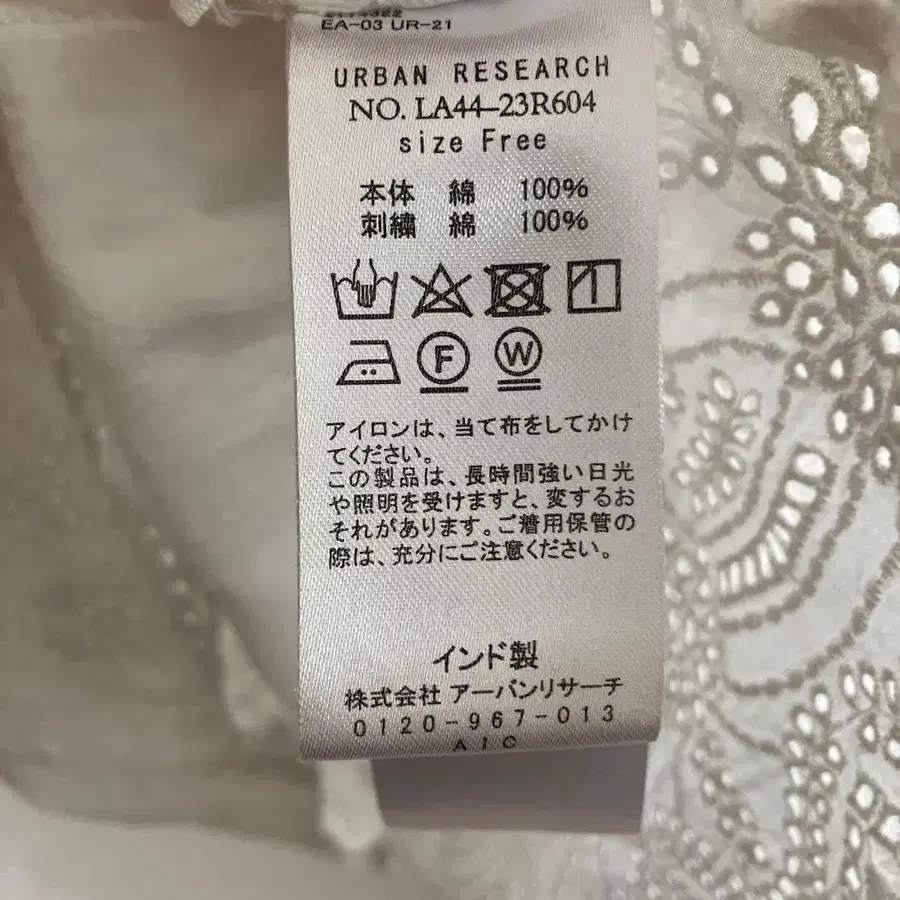 EA-03 UR-21
URBAN RESEARCH
NO. LA44-23R604
size Free
本体 綿 100%
刺繍 綿 100%
F W
アイロンは、当て布をしてかけ
てください。
この製品は、長時間強い日光
や照明を受けますと、変するお
それがあります。ご着用保管の
際は、充分にご注意ください。
インド製
株式会社 アーバンリサーチ
0120-967-013